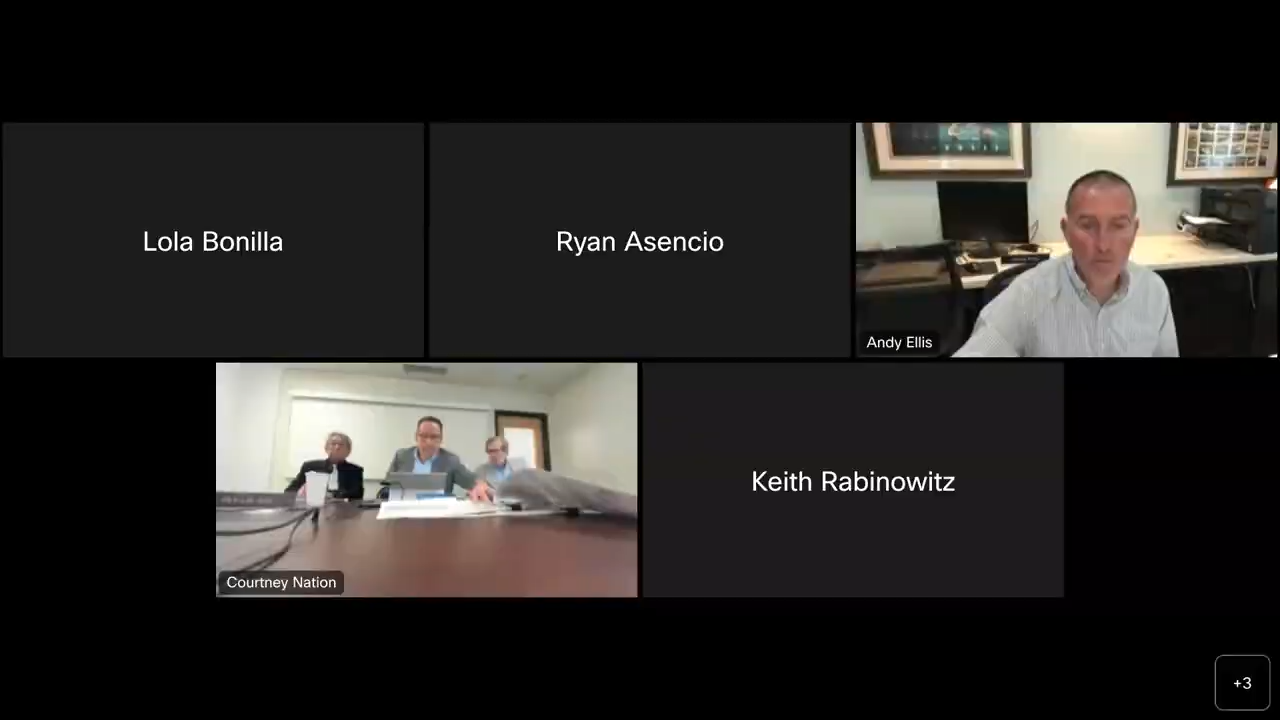 Lola Bonilla
Ryan Asencio
Andy Ellis
Courtney Nation
Keith Rabinowitz
+3